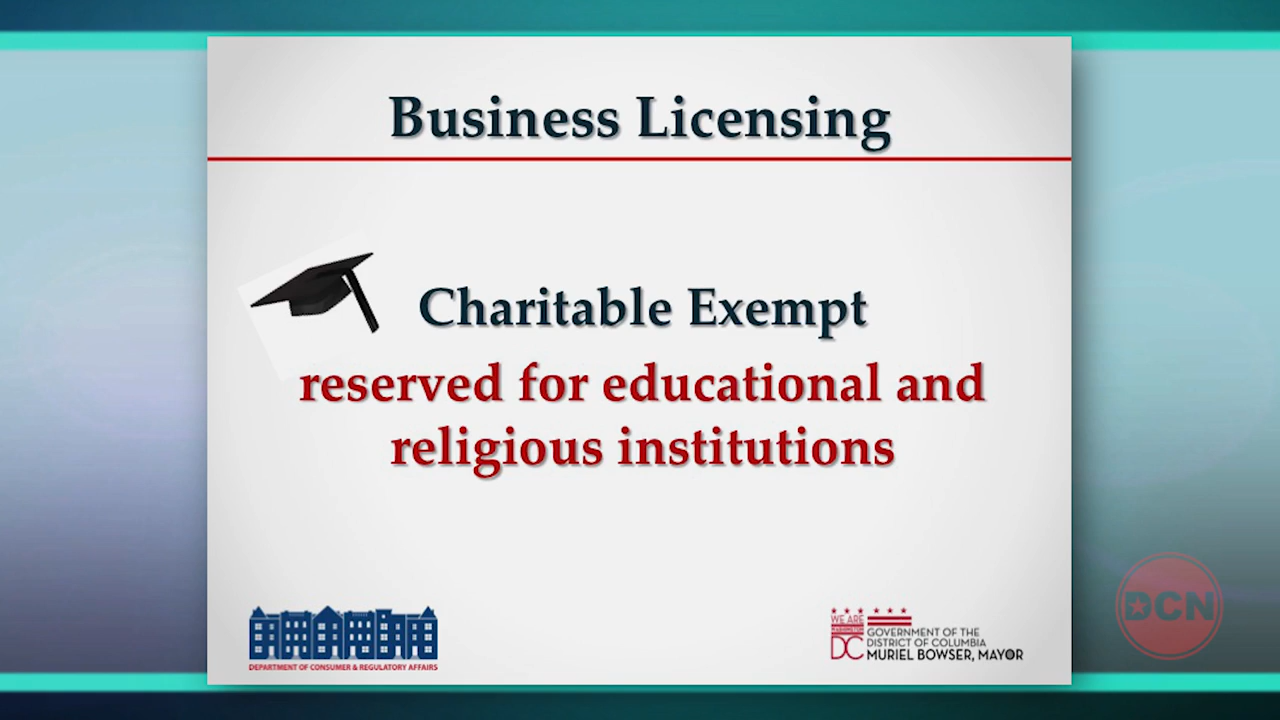 Business Licensing
Charitable Exempt
reserved for educational and
religious institutions
DEPARTMENT OF CONSUMER & REGULATORY AFFAIRS
WE ARE
WASHINGTON
DC
GOVERNMENT OF THE
DISTRICT OF COLUMBIA
MURIEL BOWSER, MAYOR
DCN